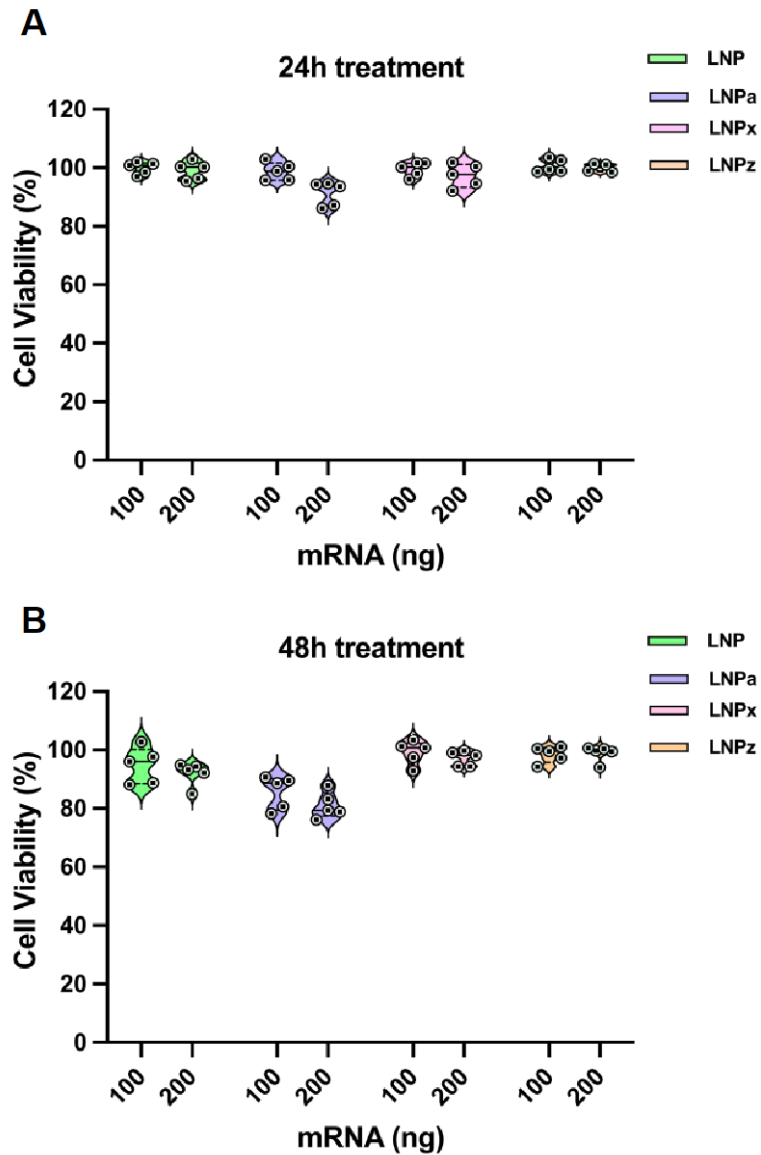 A
24h treatment
LNP
LNPa
LNPx
LNPz
120
100
80
60
40
20
0
Cell Viability (%)
100 200 100 200 100 200 100 200
mRNA (ng)
B
48h treatment
LNP
LNPa
LNPx
LNPz
120
100
80
60
40
20
0
Cell Viability (%)
100 200 100 200 100 200 100 200
mRNA (ng)